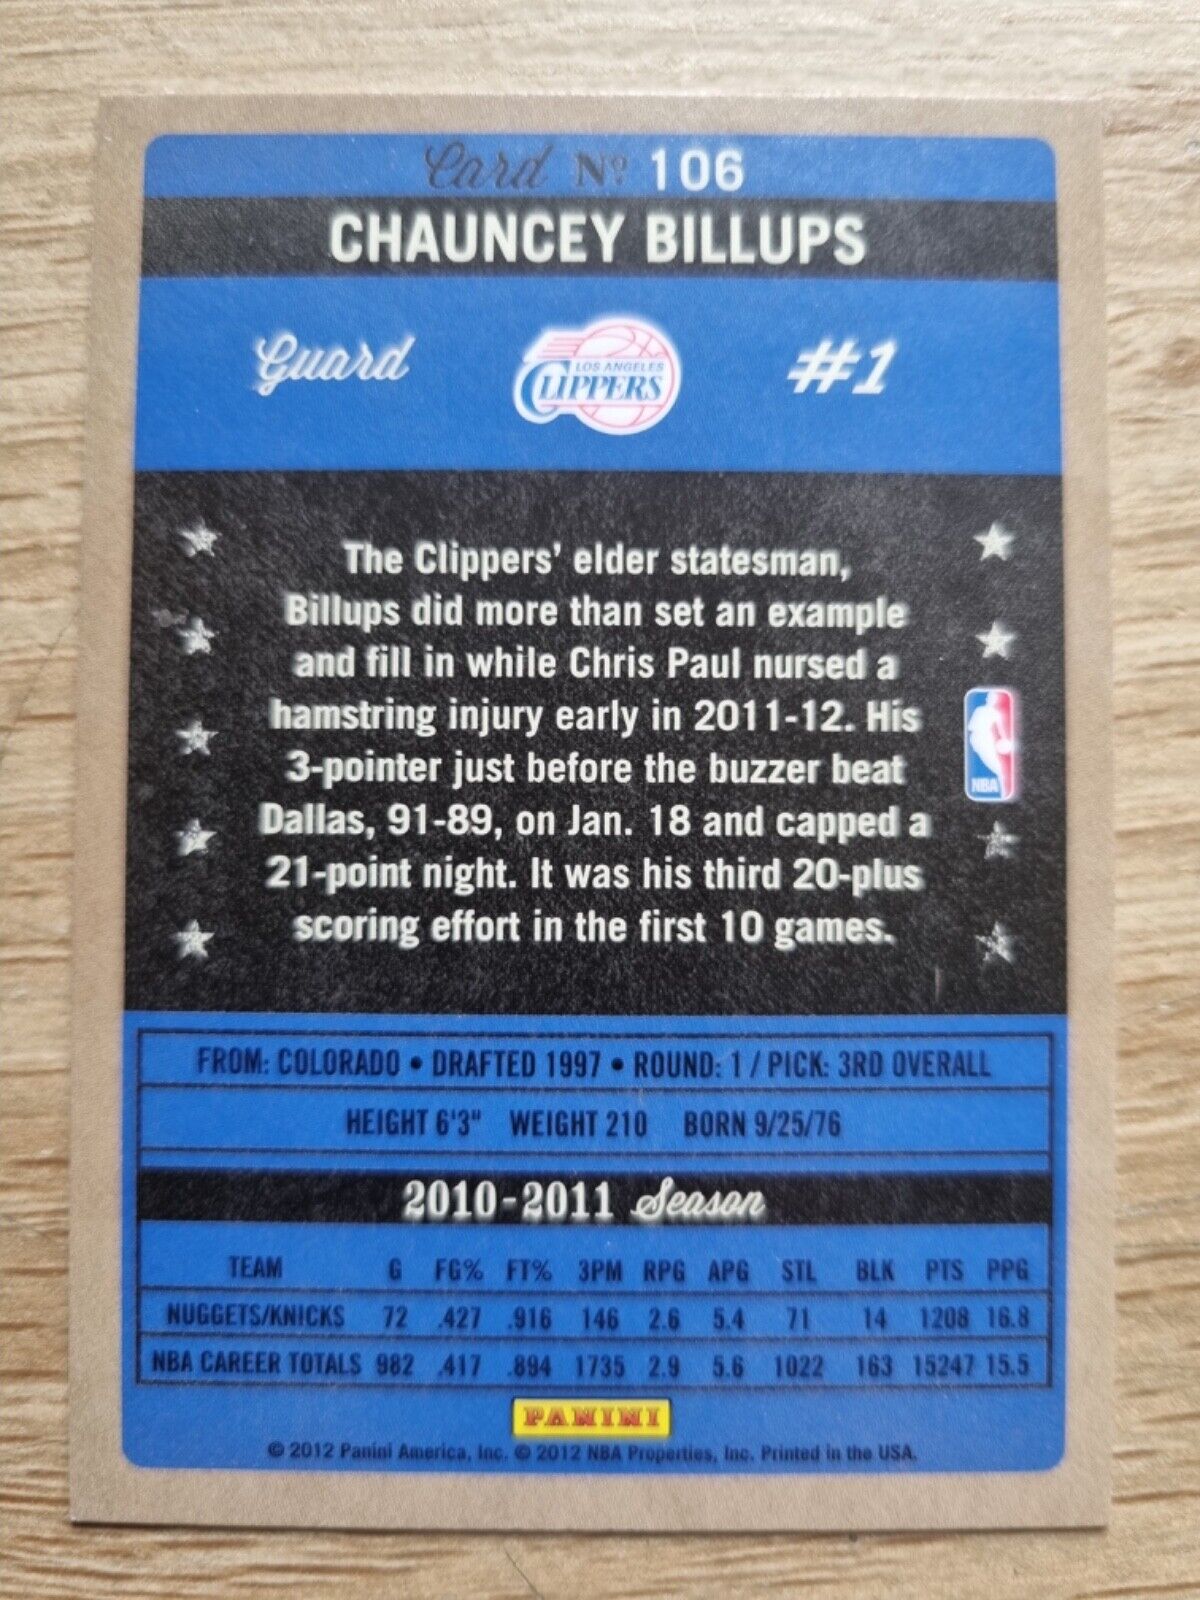 Card No 106
CHAUNCEY BILLUPS
Guard
LOS ANGELES
CLIPPERS
#1
The Clippers' elder statesman,
Billups did more than set an example
and fill in while Chris Paul nursed a
hamstring injury early in 2011-12. His
3-pointer just before the buzzer beat
Dallas, 91-89, on Jan. 18 and capped a
21-point night. It was his third 20-plus
scoring effort in the first 10 games.
NBA
FROM: COLORADO • DRAFTED 1997 • ROUND: 1 / PICK: 3RD OVERALL
HEIGHT 6'3" WEIGHT 210 BORN 9/25/76
2010-2011 Season
TEAM G FG% FT% 3PM RPG APG STL BLK PTS PPG
NUGGETS/KNICKS 72 .427 .916 146 2.6 5.4 71 14 1208 16.8
NBA CAREER TOTALS 982 .417 .894 1735 2.9 5.6 1022 163 15247 15.5
PANINI
© 2012 Panini America, Inc. © 2012 NBA Properties, Inc. Printed in the USA.